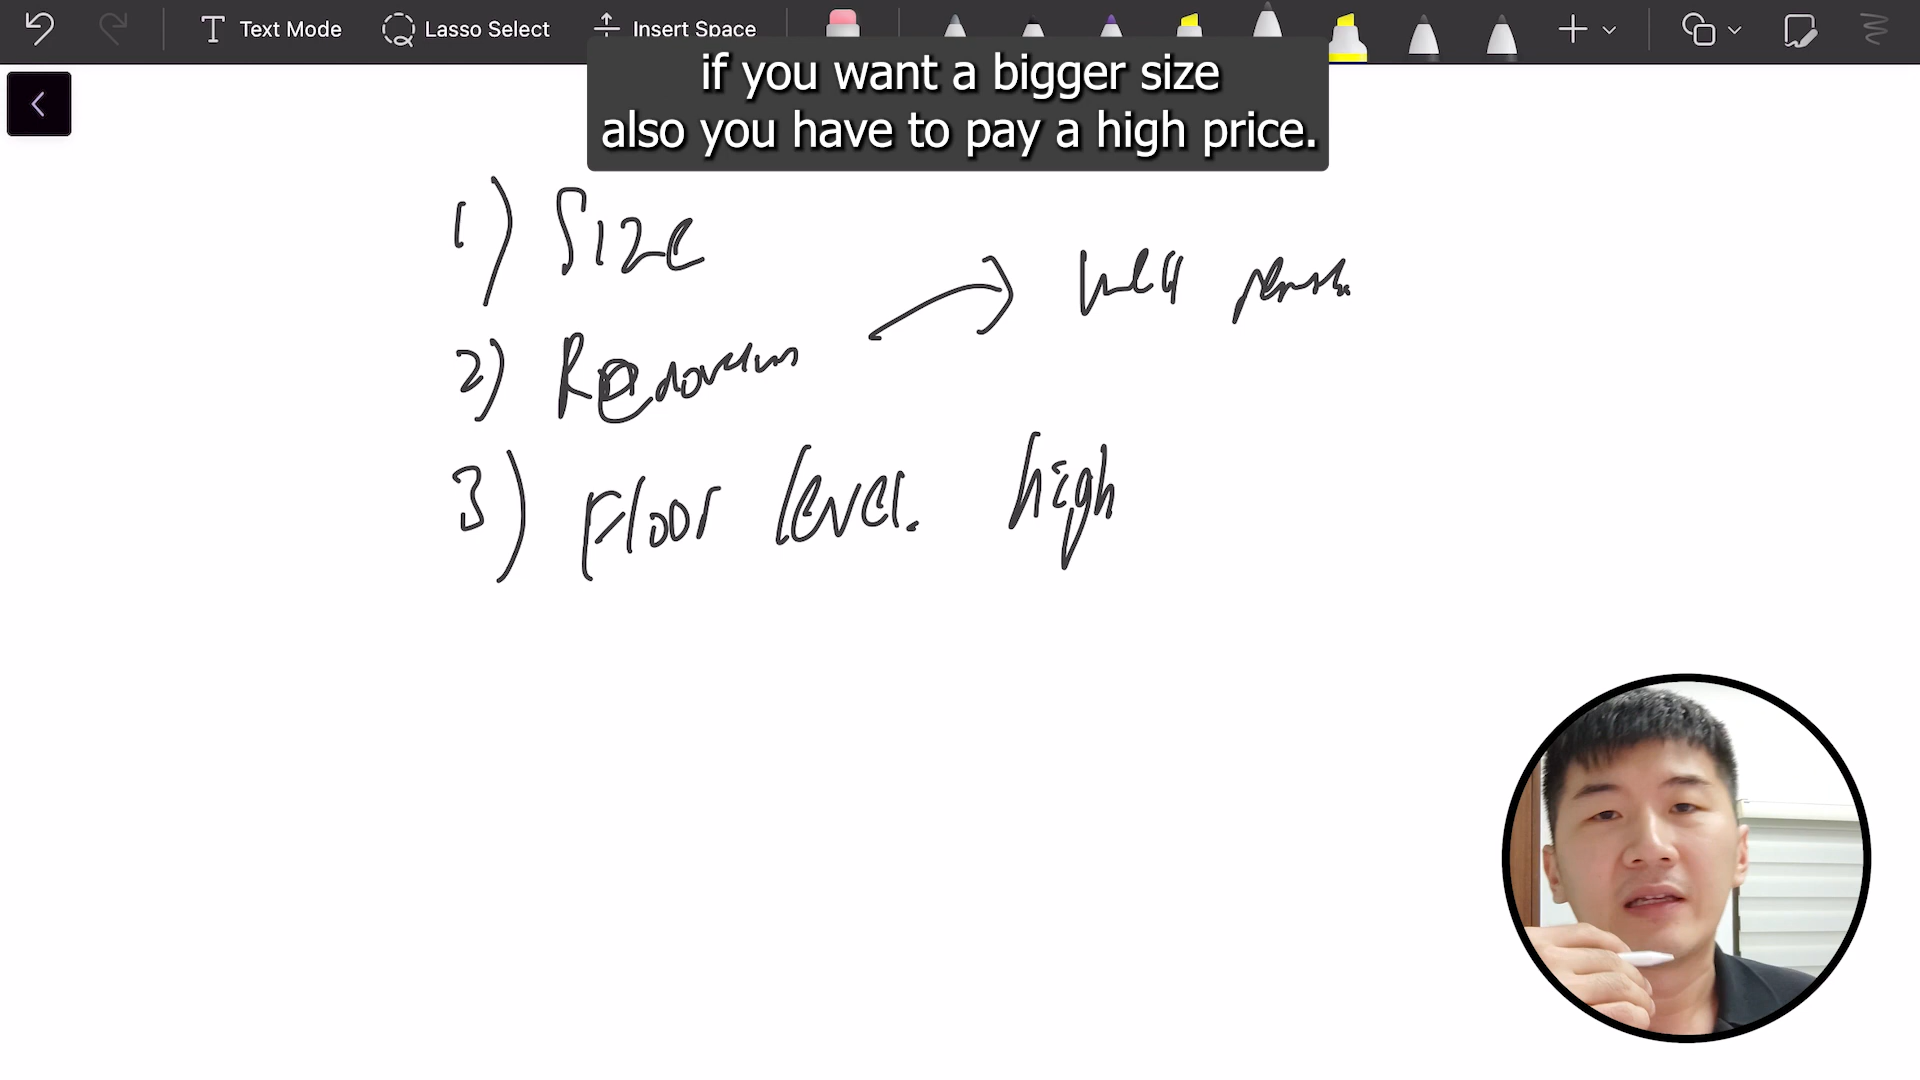 Text Mode Lasso Select Insert Space
if you want a bigger size
also you have to pay a high price.
1) Size
2) Renovation → well
3) Floor level. high